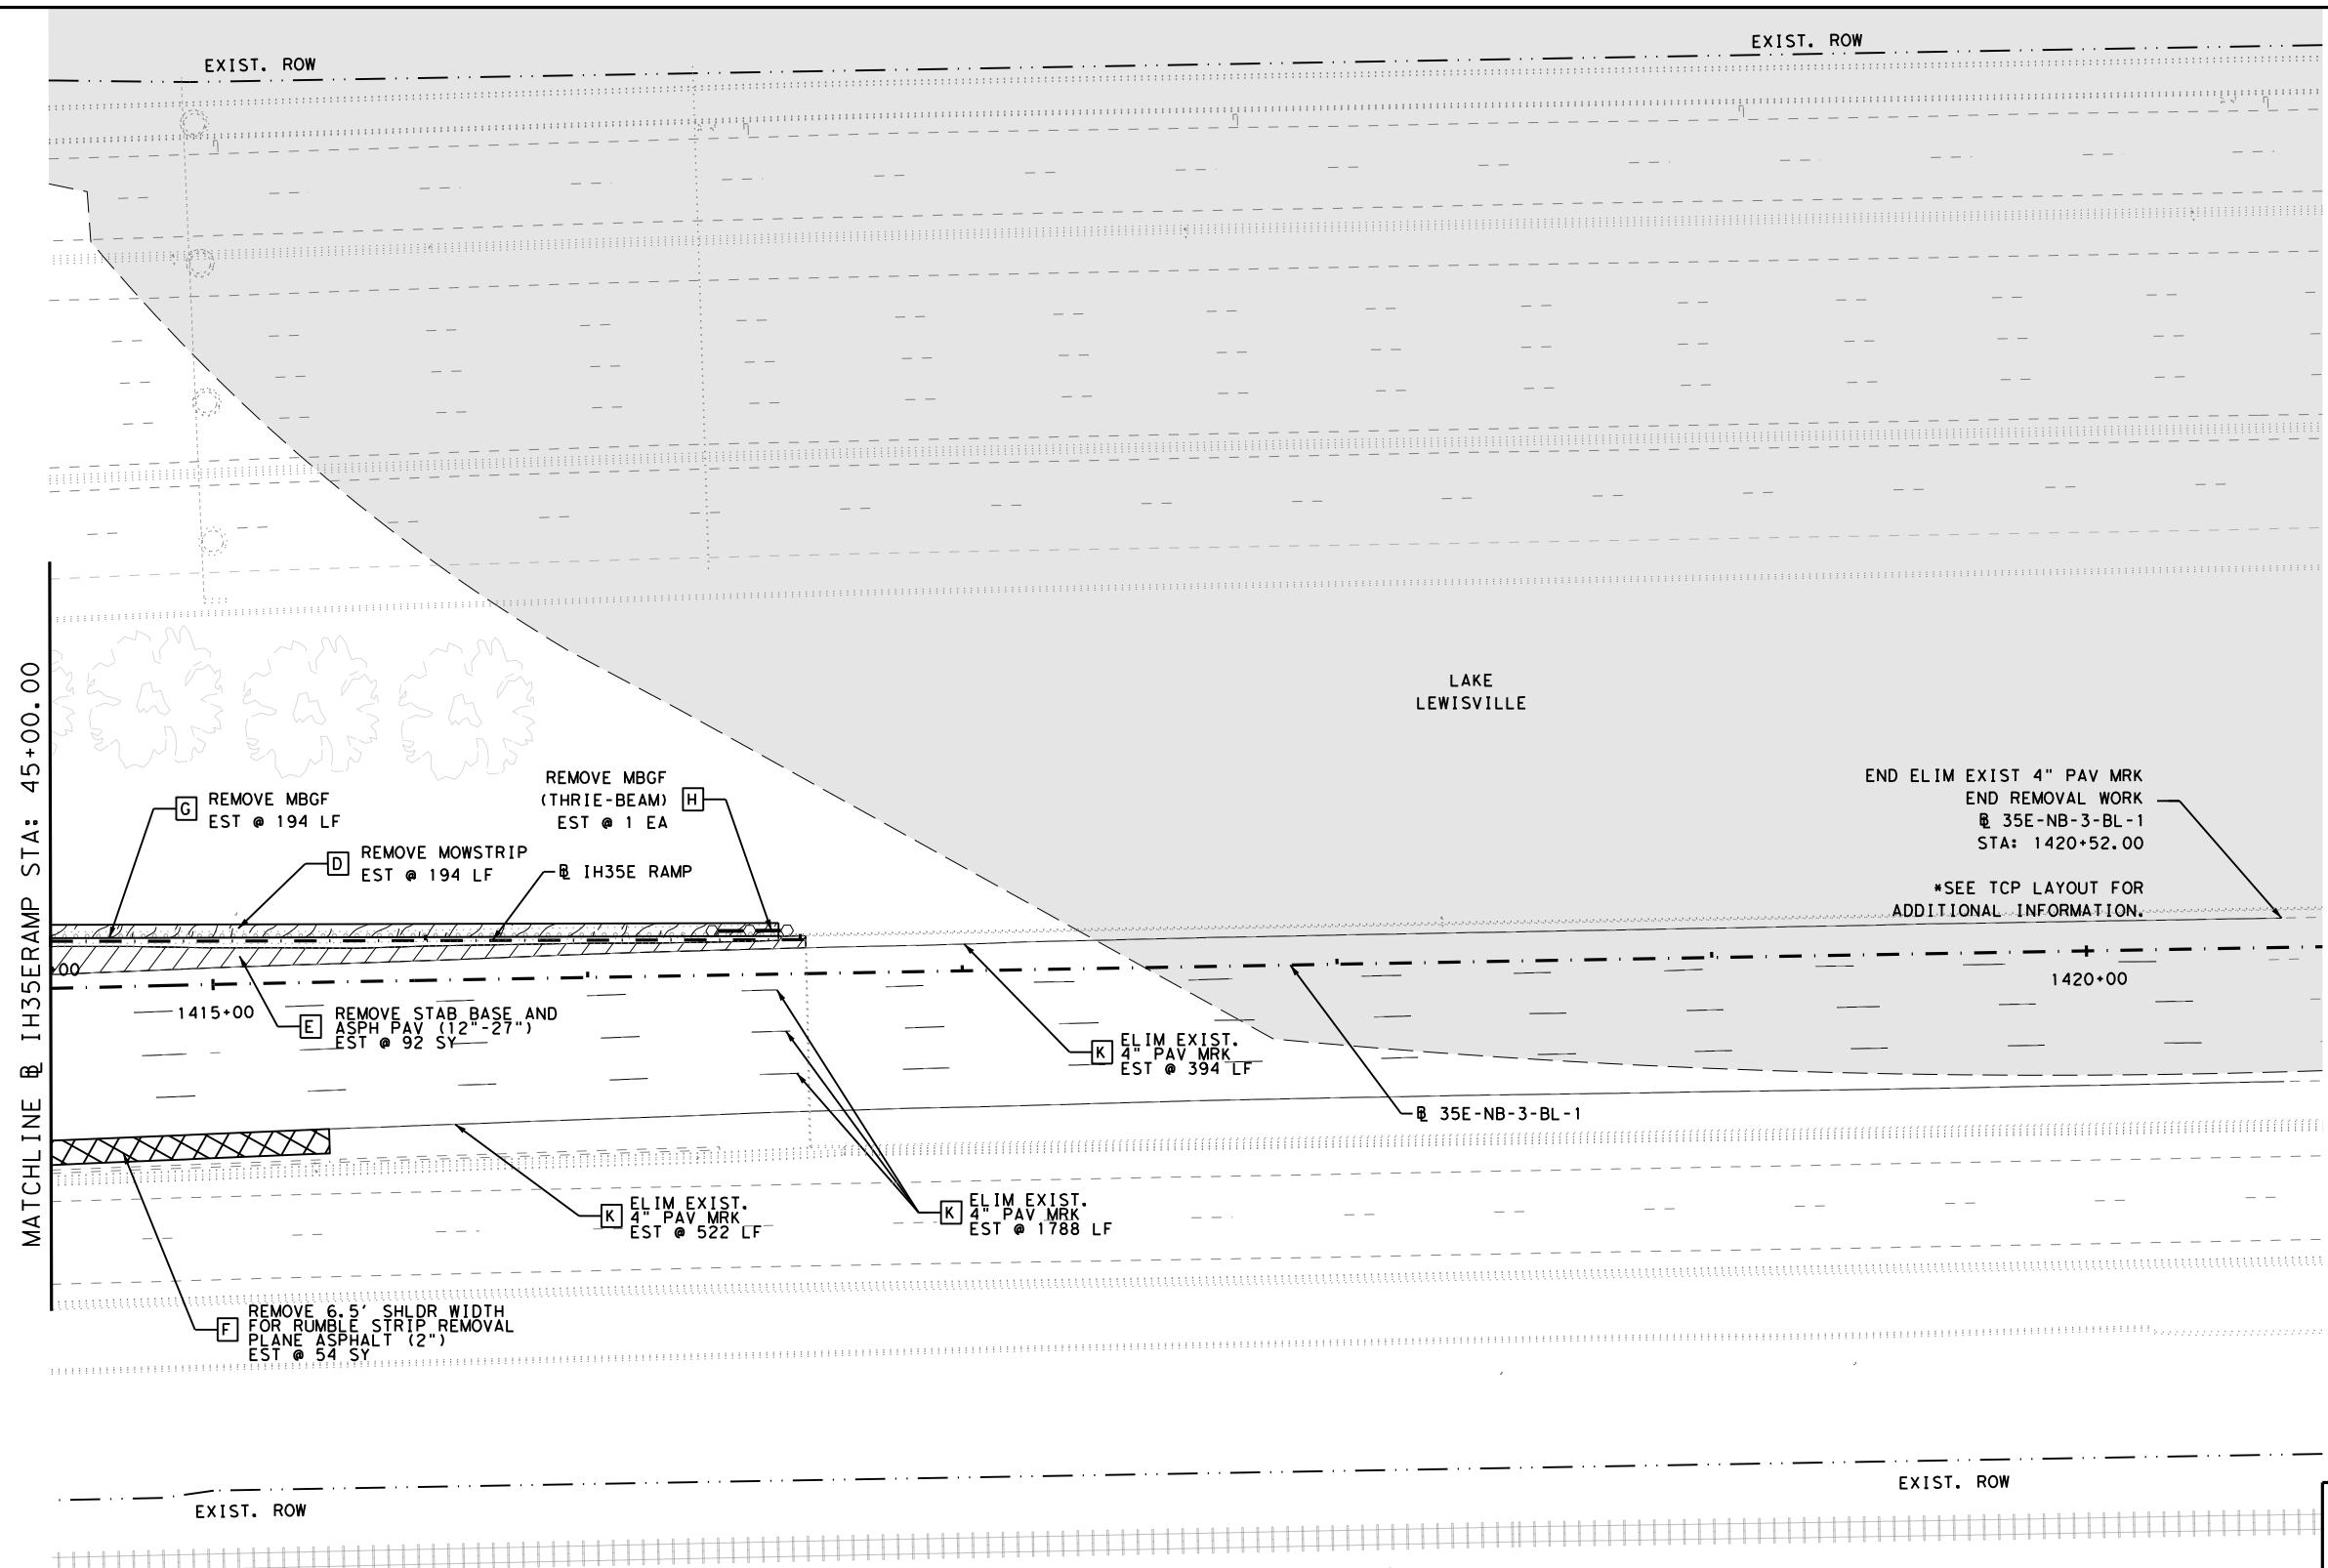 EXIST. ROW
EXIST. ROW
LAKE
LEWISVILLE
MATCHLINE ⅊ IH35ERAMP STA: 45+00.00
G
REMOVE MBGF
EST @ 194 LF
REMOVE MBGF
(THRIE-BEAM)
EST @ 1 EA
H
D
REMOVE MOWSTRIP
EST @ 194 LF
⅊ IH35E RAMP
END ELIM EXIST 4" PAV MRK
END REMOVAL WORK
⅊ 35E-NB-3-BL-1
STA: 1420+52.00
*SEE TCP LAYOUT FOR
ADDITIONAL INFORMATION.
+00
1415+00
1420+00
E
REMOVE STAB BASE AND
ASPH PAV (12"-27")
EST @ 92 SY
K
ELIM EXIST.
4" PAV MRK
EST @ 394 LF
⅊ 35E-NB-3-BL-1
K
ELIM EXIST.
4" PAV MRK
EST @ 522 LF
K
ELIM EXIST.
4" PAV MRK
EST @ 1788 LF
F
REMOVE 6.5' SHLDR WIDTH
FOR RUMBLE STRIP REMOVAL
PLANE ASPHALT (2")
EST @ 54 SY
EXIST. ROW
EXIST. ROW